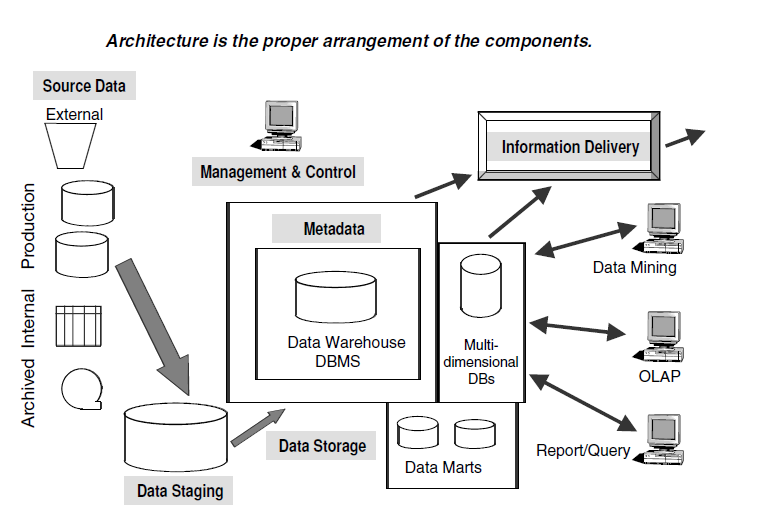 Architecture is the proper arrangement of the components.
Source Data
External
Production
Internal
Archived
Management & Control
Information Delivery
Metadata
Data Warehouse
DBMS
Multi-
dimensional
DBs
Data Mining
OLAP
Report/Query
Data Storage
Data Marts
Data Staging